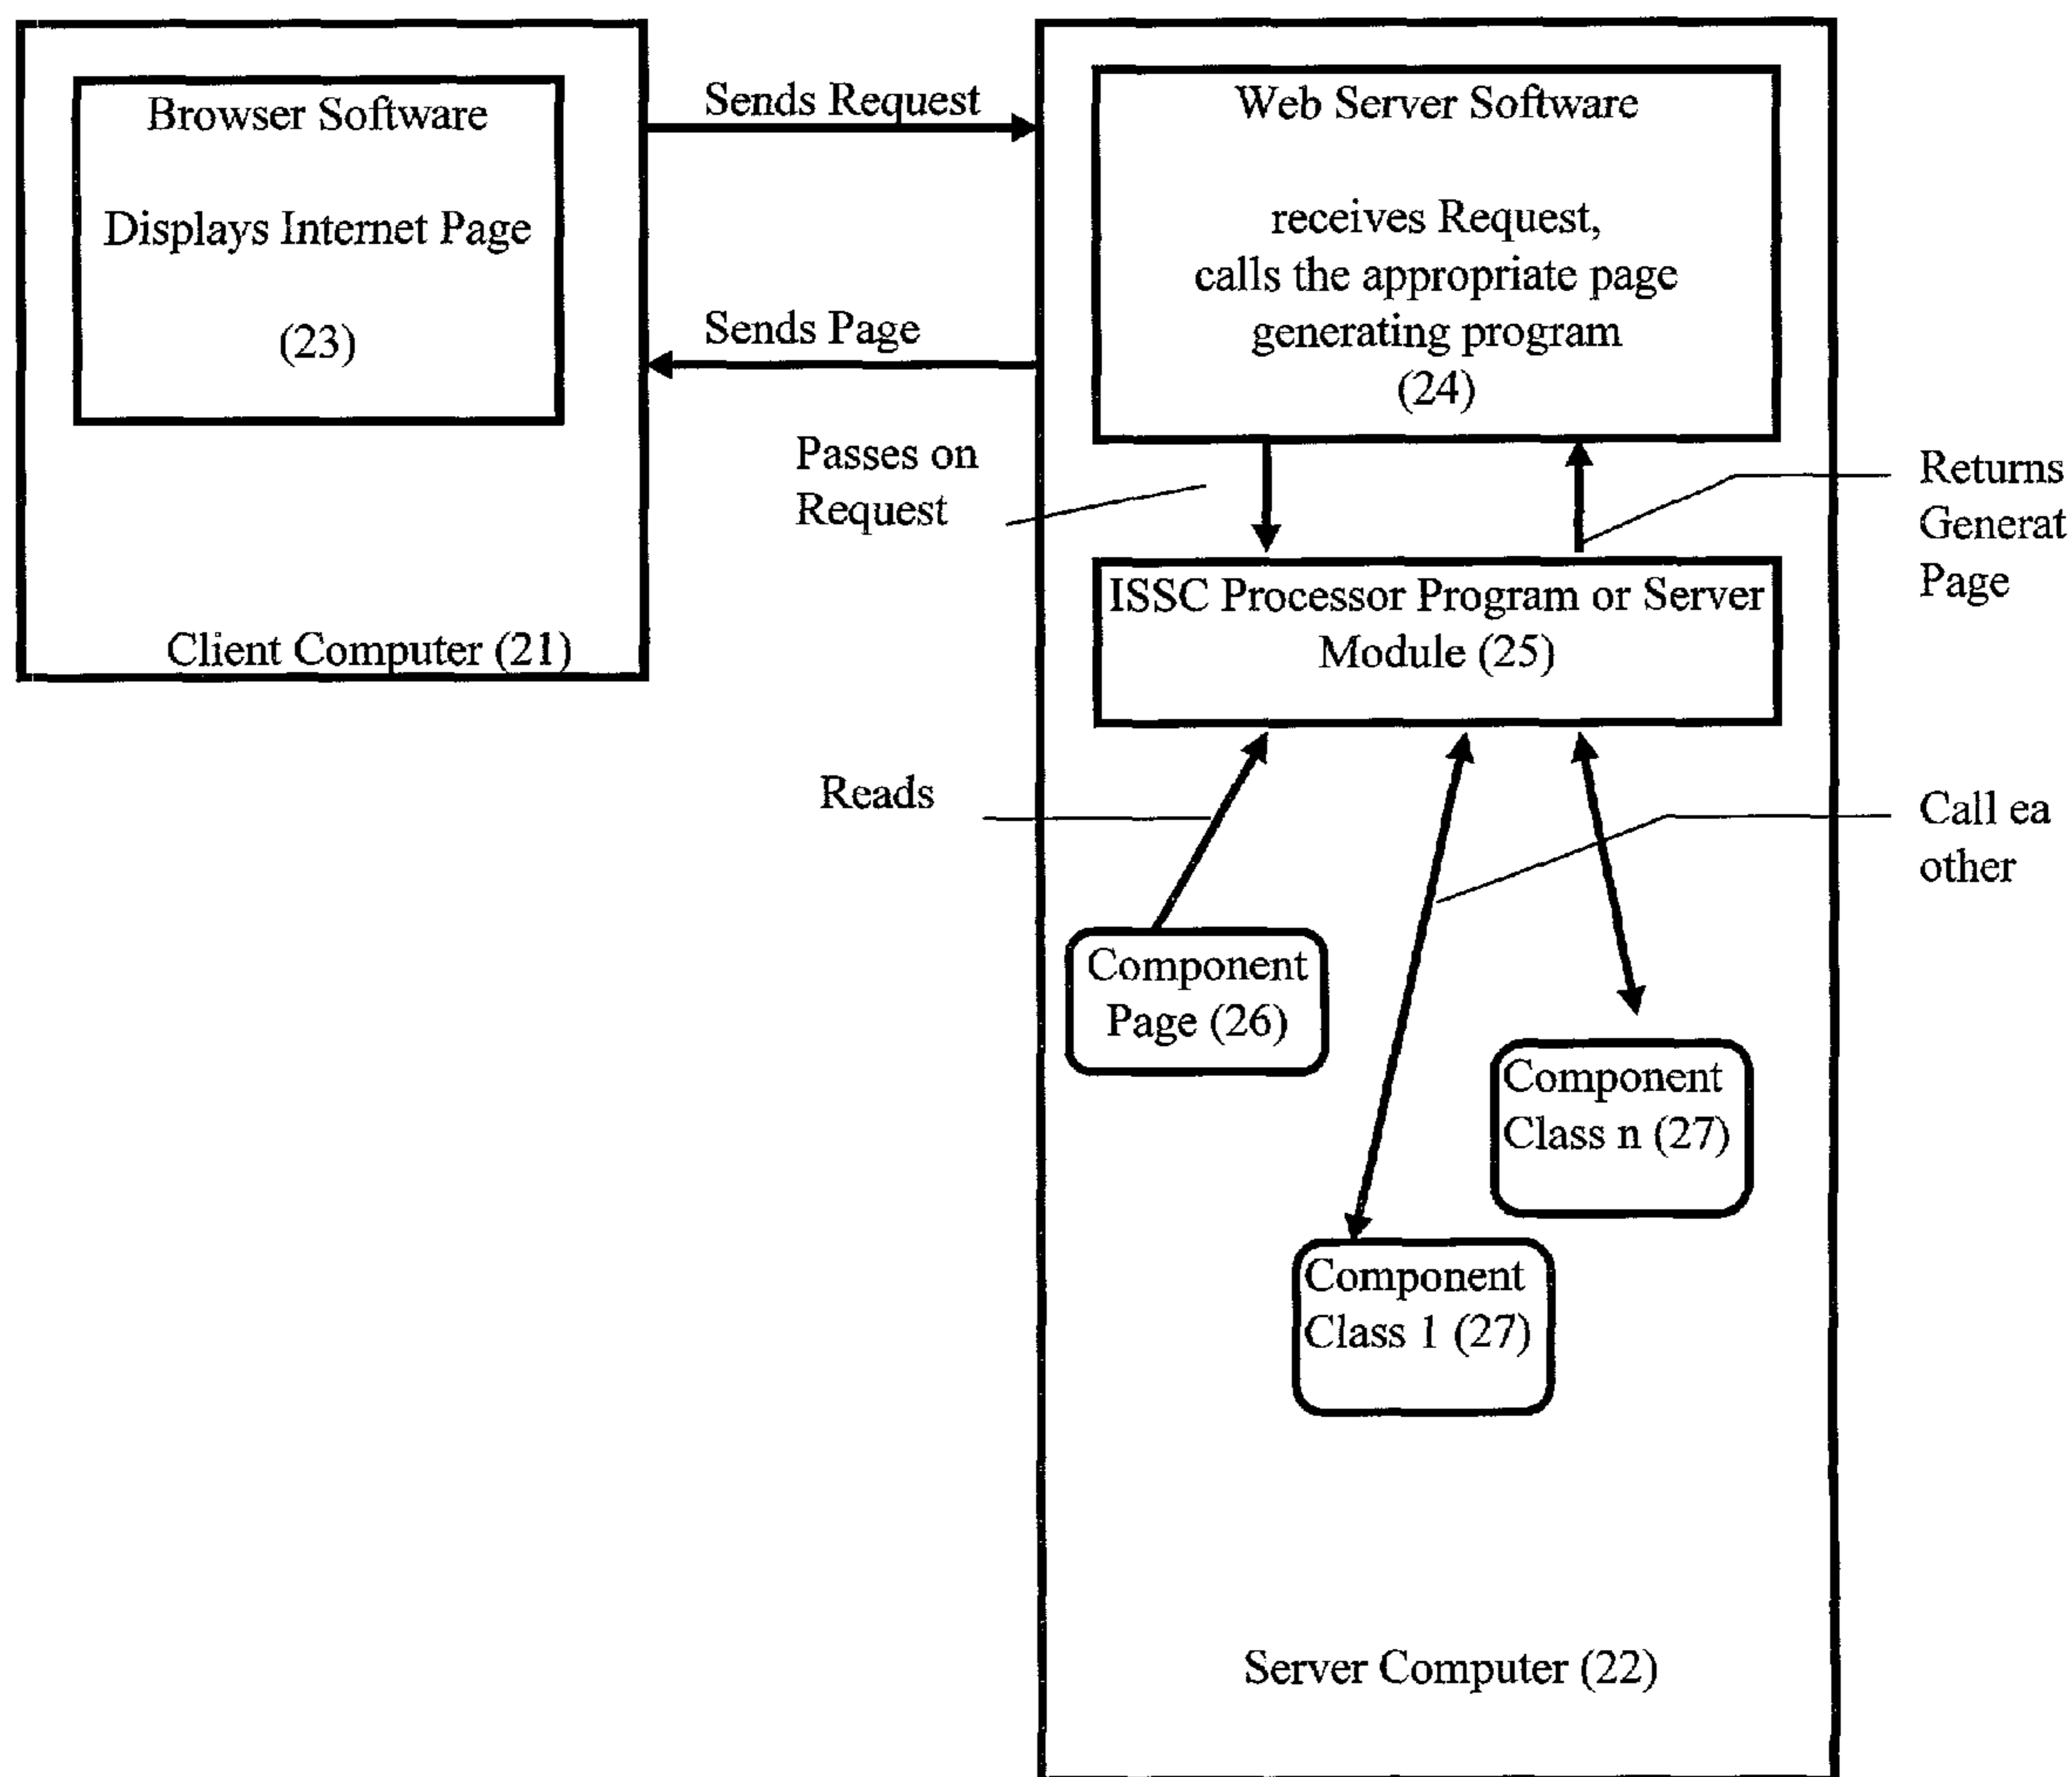 Browser Software
Displays Internet Page
(23)
Client Computer (21)
Sends Request
Sends Page
Web Server Software
receives Request,
calls the appropriate page
generating program
(24)
Passes on
Request
Returns
Generat
Page
ISSC Processor Program or Server
Module (25)
Reads
Call ea
other
Component
Page (26)
Component
Class n (27)
Component
Class 1 (27)
Server Computer (22)